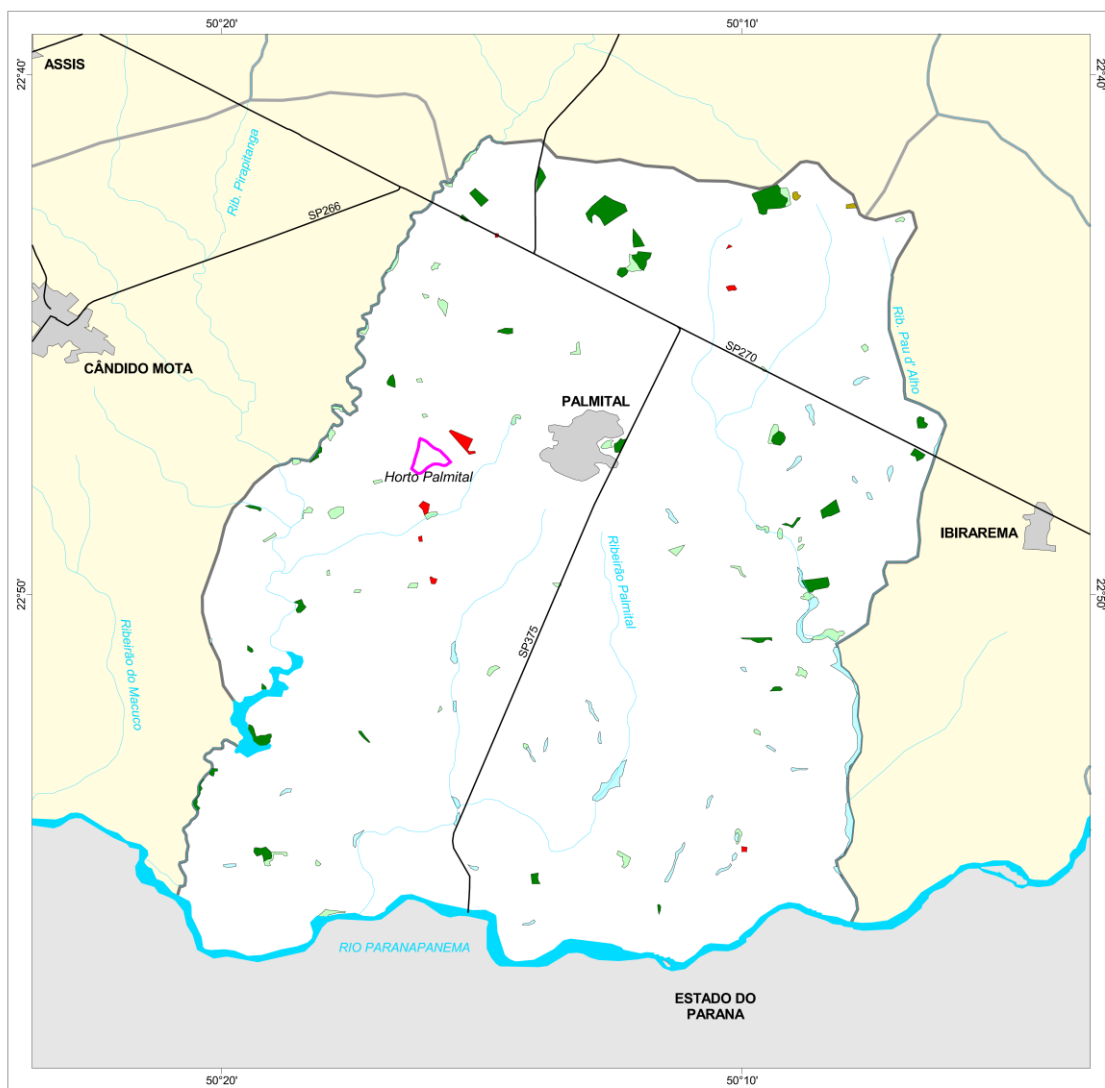 50°20'
50°10'
22°40'
22°40'
ASSIS
Rib. Pirapitanga
SP266
CÂNDIDO MOTA
SP270
Rib. Pau d' Alho
PALMITAL
Horto Palmital
IBIRAREMA
Ribeirão Palmital
22°50'
22°50'
Ribeirão do Macuco
SP375
RIO PARANAPANEMA
ESTADO DO
PARANA
50°20'
50°10'